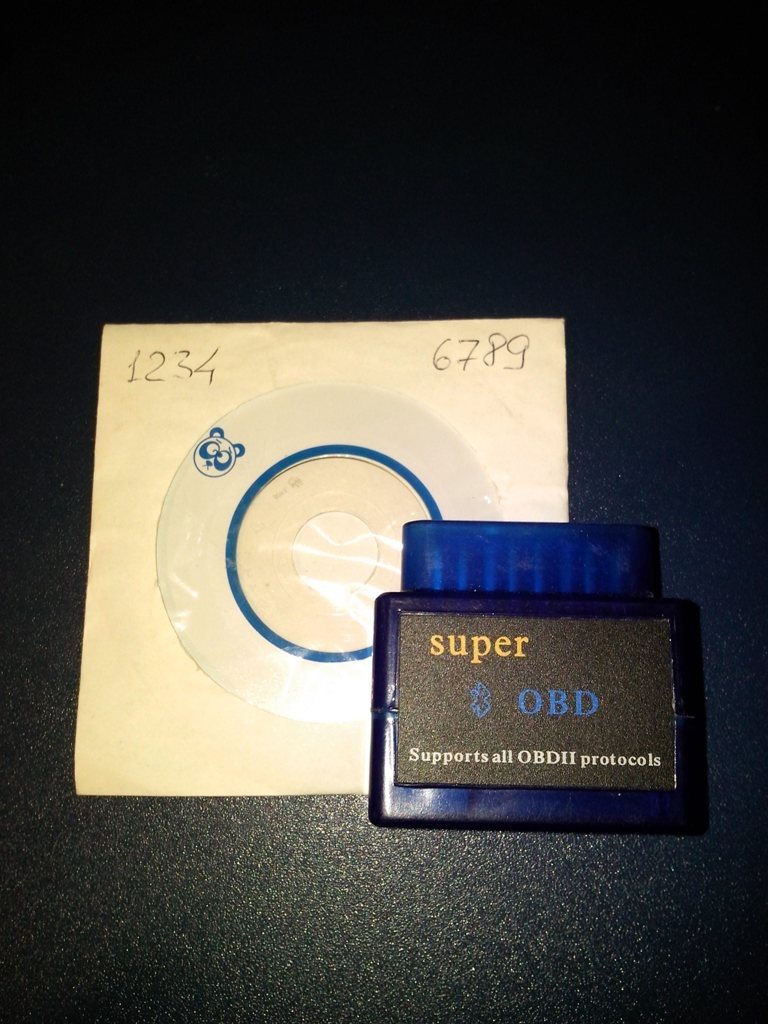 1234
6789
super
OBD
Supports all OBDII protocols